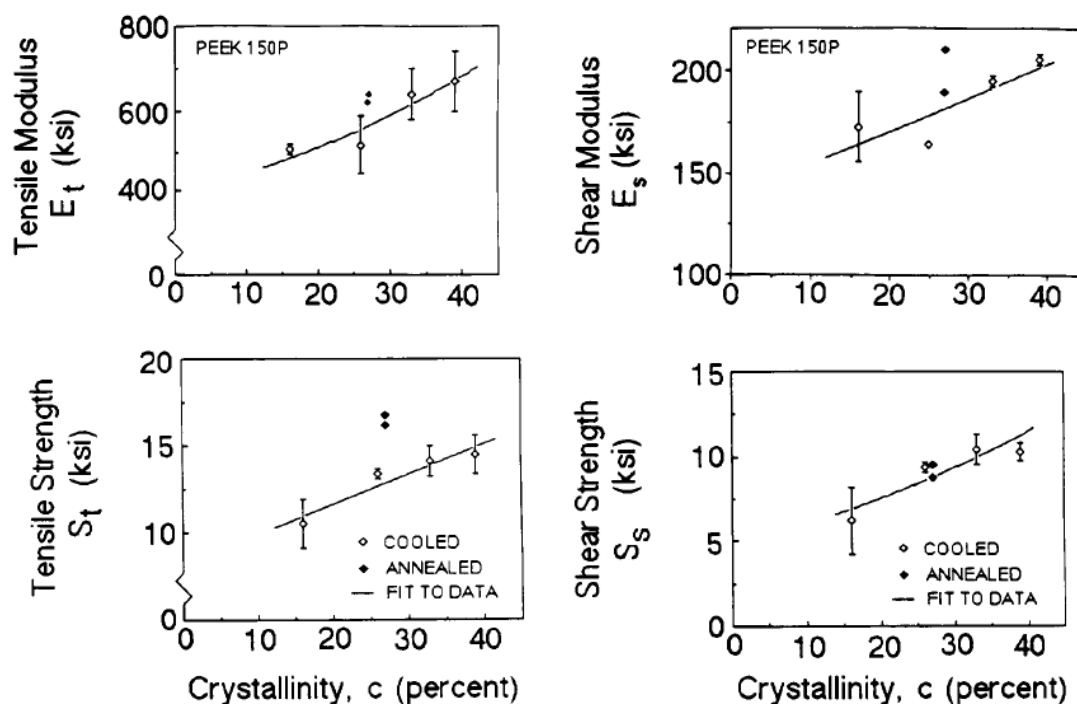 Tensile Modulus
E_t (ksi)
800
600
400
0
PEEK 150P
0 10 20 30 40
Shear Modulus
E_s (ksi)
200
150
100
PEEK 150P
0 10 20 30 40
Tensile Strength
S_t (ksi)
20
15
10
5
0
COOLED
ANNEALED
FIT TO DATA
0 10 20 30 40
Crystallinity, c (percent)
Shear Strength
S_s (ksi)
15
10
5
0
COOLED
ANNEALED
FIT TO DATA
0 10 20 30 40
Crystallinity, c (percent)